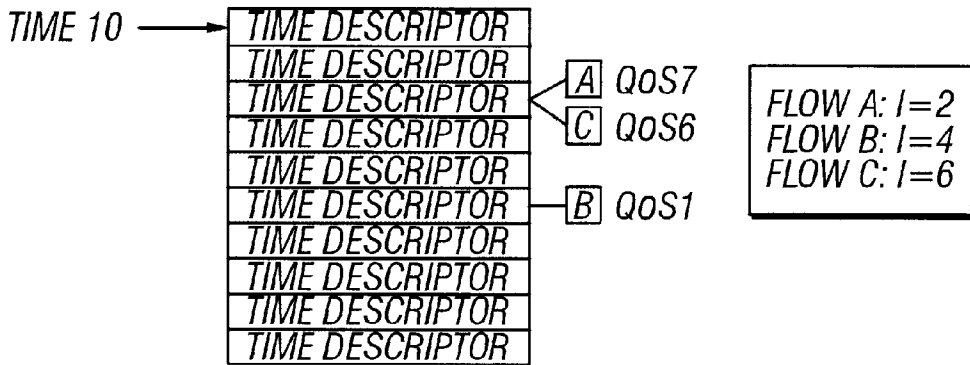 TIME 10
TIME DESCRIPTOR
TIME DESCRIPTOR
TIME DESCRIPTOR
A QoS7
C QoS6
TIME DESCRIPTOR
TIME DESCRIPTOR
TIME DESCRIPTOR
B QoS1
TIME DESCRIPTOR
TIME DESCRIPTOR
TIME DESCRIPTOR
TIME DESCRIPTOR
FLOW A: I=2
FLOW B: I=4
FLOW C: I=6